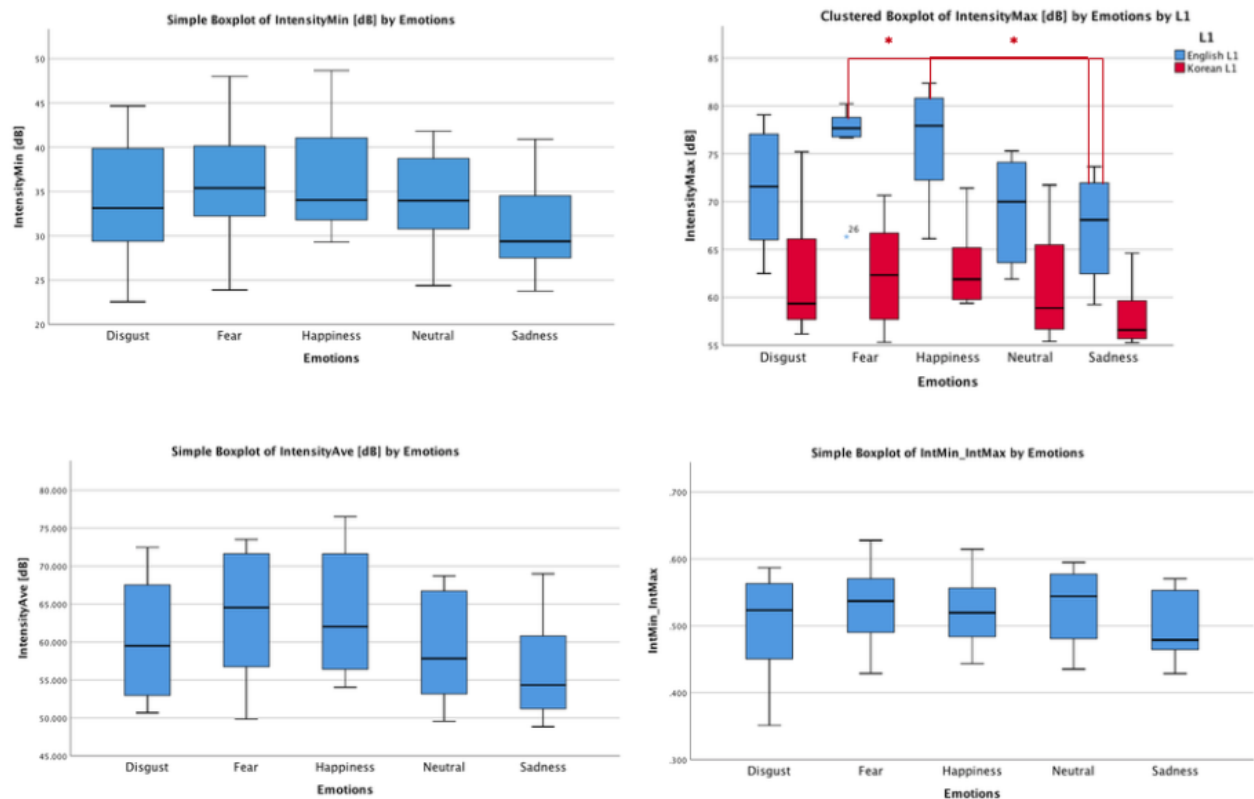 Simple Boxplot of IntensityMin [dB] by Emotions
IntensityMin [dB]
50
45
40
35
30
25
20
Disgust Fear Happiness Neutral Sadness
Emotions
Clustered Boxplot of IntensityMax [dB] by Emotions by L1
* *
L1
English L1
Korean L1
IntensityMax [dB]
85
80
75
70
65
60
55
26
Disgust Fear Happiness Neutral Sadness
Emotions
Simple Boxplot of IntensityAve [dB] by Emotions
IntensityAve [dB]
80.000
75.000
70.000
65.000
60.000
55.000
50.000
45.000
Disgust Fear Happiness Neutral Sadness
Emotions
Simple Boxplot of IntMin_IntMax by Emotions
IntMin_IntMax
.700
.600
.500
.400
.300
Disgust Fear Happiness Neutral Sadness
Emotions